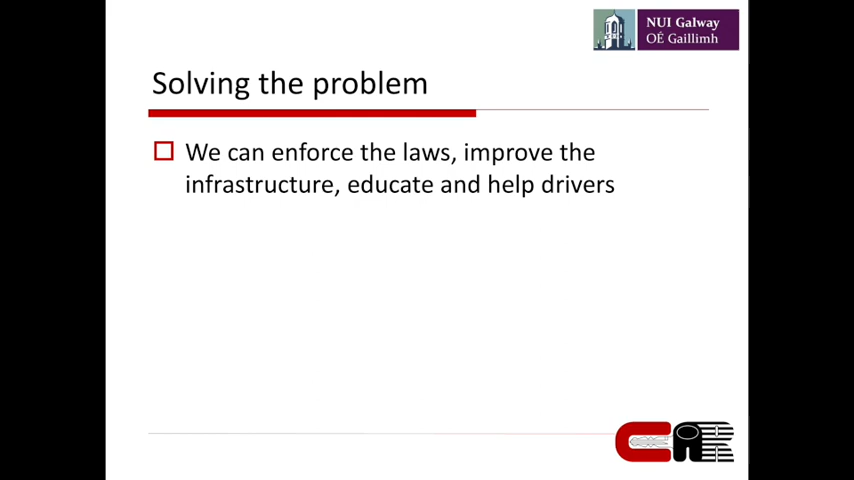 NUI Galway
OÉ Gaillimh
Solving the problem
We can enforce the laws, improve the
infrastructure, educate and help drivers
CAR